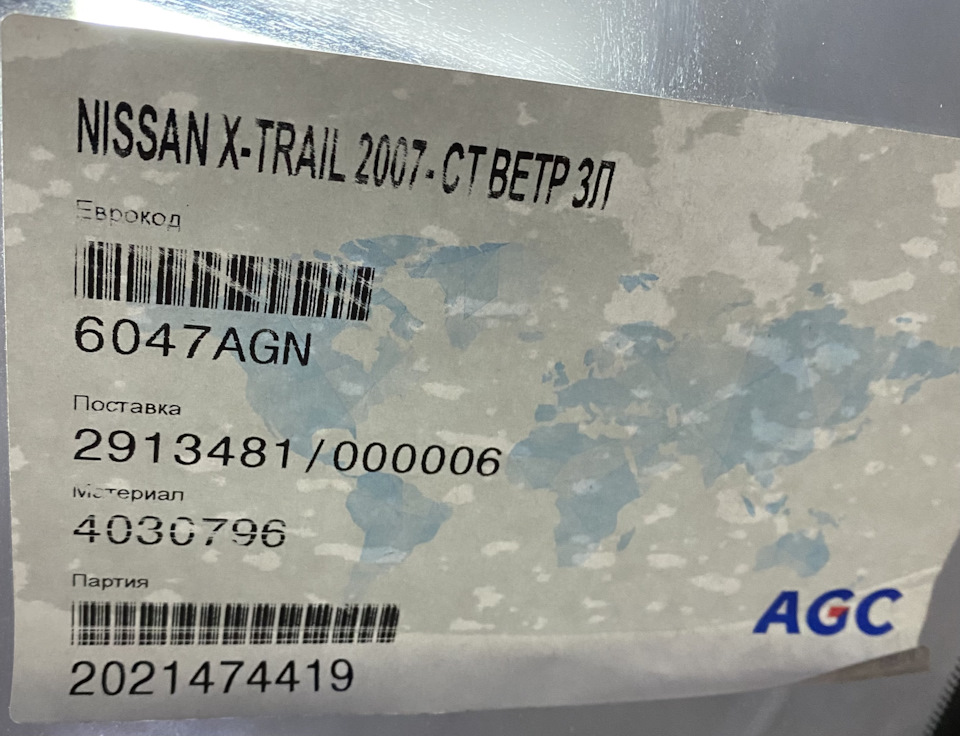 NISSAN X-TRAIL 2007- СТ ВЕТР ЗЛ
Еврокод
6047AGN
Поставка
2913481/000006
Материал
4030796
Партия
2021474419
AGC